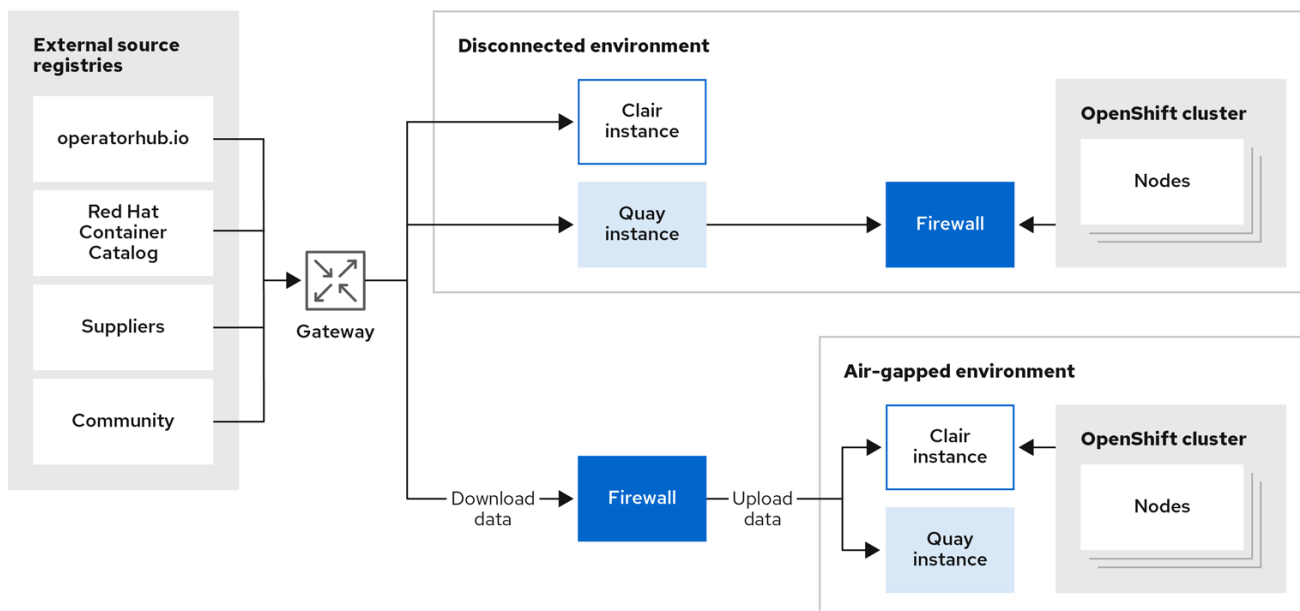 External source
registries
operatorhub.io
Red Hat
Container
Catalog
Suppliers
Community
Gateway
Disconnected environment
Clair
instance
Quay
instance
Firewall
OpenShift cluster
Nodes
Download
data
Firewall
Upload
data
Air-gapped environment
Clair
instance
Quay
instance
OpenShift cluster
Nodes